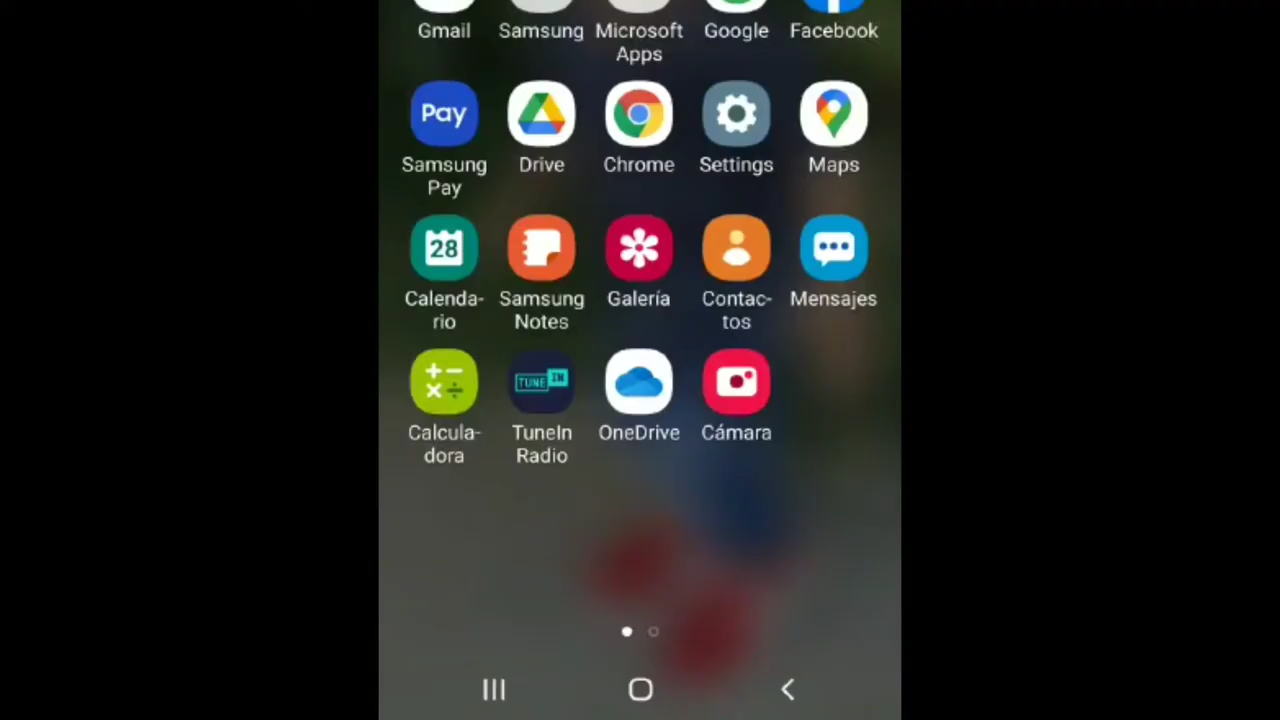 Gmail
Samsung
Microsoft
Apps
Google
Facebook
Pay
Samsung
Pay
Drive
Chrome
Settings
Maps
28
Calenda-
rio
Samsung
Notes
Galería
Contac-
tos
Mensajes
Calcula-
dora
TUNE IN
TuneIn
Radio
OneDrive
Cámara